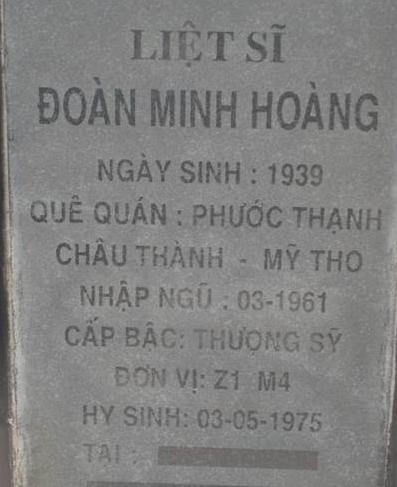 LIỆT SĨ
ĐOÀN MINH HOÀNG
NGÀY SINH : 1939
QUÊ QUÁN : PHƯỚC THẠNH
CHÂU THÀNH - MỸ THO
NHẬP NGŨ : 03-1961
CẤP BẬC: THƯỢNG SỸ
ĐƠN VỊ: Z1 M4
HY SINH: 03-05-1975
TẠI :